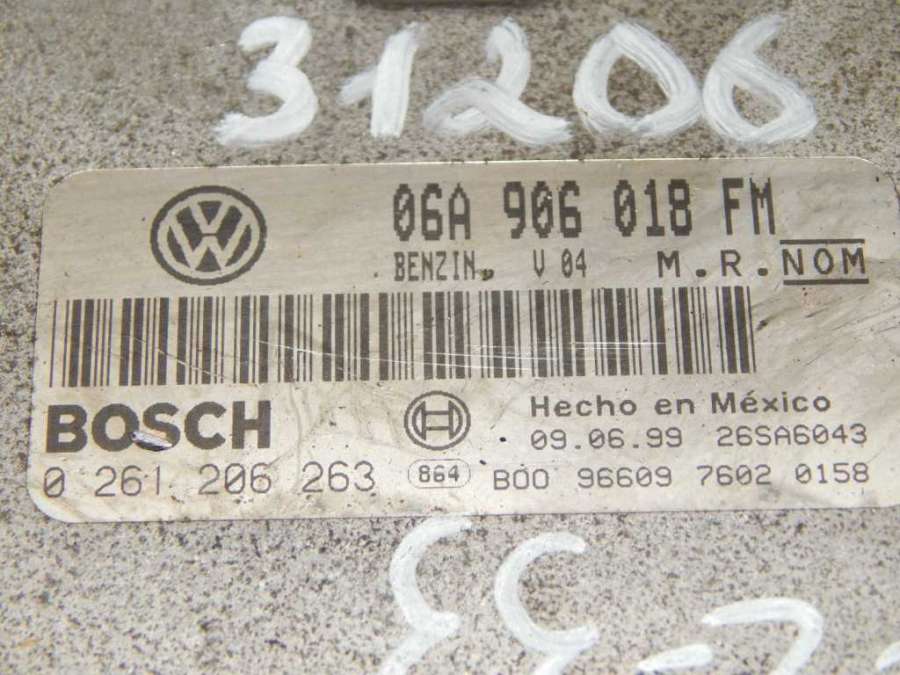 31206
06A 906 018 FM
BENZIN. V 04 M.R.NOM
BOSCH
Hecho en México
09.06.99 26SA6043
0 261 206 263 864 B00 96609 7602 0158